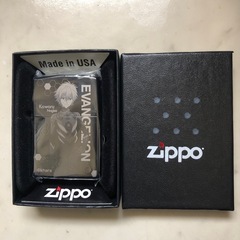 Made in USA
Kaworu
Nagisa
EVANGELION
zippo
zippo